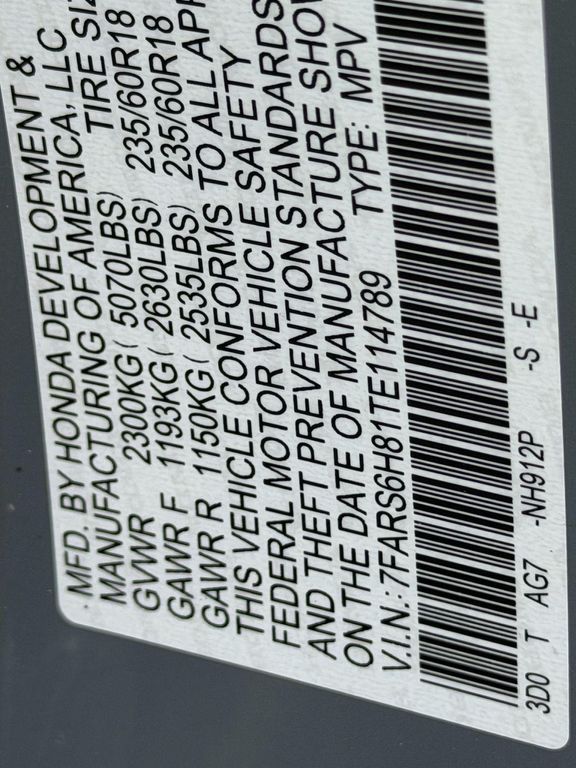 MFD. BY HONDA DEVELOPMENT &
MANUFACTURING OF AMERICA, LLC
TIRE SIZ
GVWR 2300KG ( 5070LBS)
GAWR F 1193KG ( 2630LBS) 235/60R18
GAWR R 1150KG ( 2535LBS) 235/60R18
THIS VEHICLE CONFORMS TO ALL APP
FEDERAL MOTOR VEHICLE SAFETY
AND THEFT PREVENTION STANDARDS
ON THE DATE OF MANUFACTURE SHOW
V.I.N.: 7FARS6H81TE114789 TYPE: MPV
3D0 T AG7 -NH912P -S -E